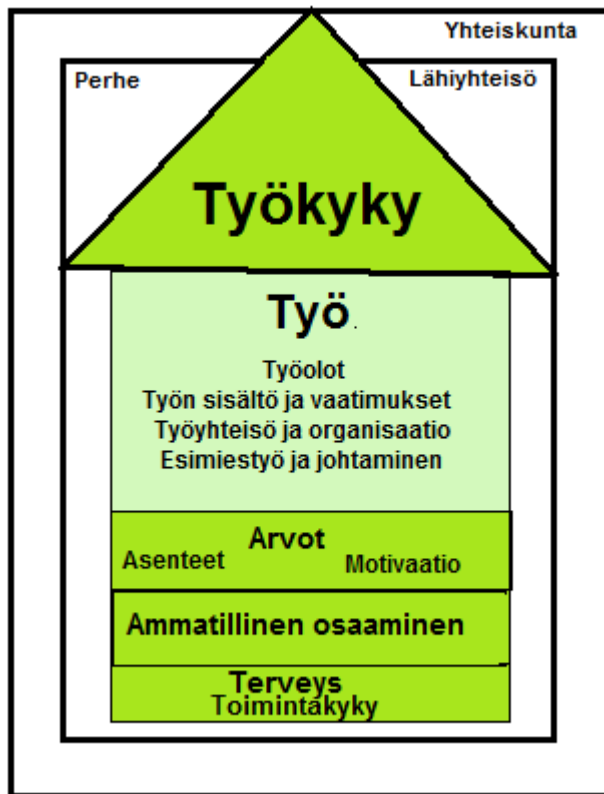 Yhteiskunta
Perhe
Lähiyhteisö
Työkyky
Työ.
Työolot
Työn sisältö ja vaatimukset
Työyhteisö ja organisaatio
Esimiestyö ja johtaminen
Arvot
Asenteet
Motivaatio
Ammatillinen osaaminen
Terveys
Toimintakyky